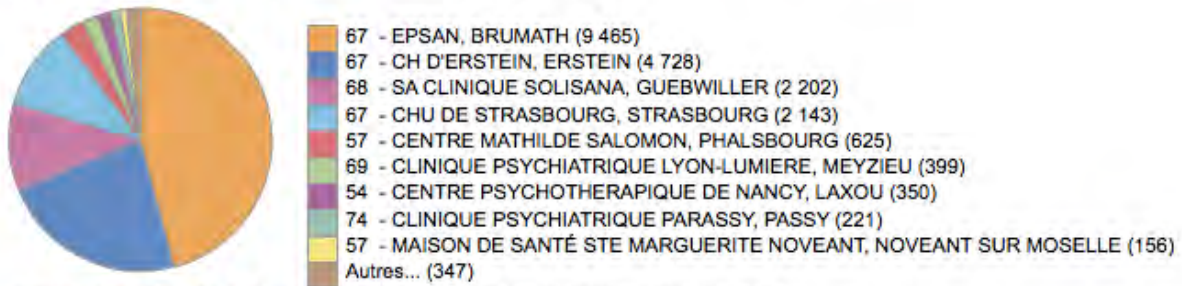 67 - EPSAN, BRUMATH (9 465)
67 - CH D'ERSTEIN, ERSTEIN (4 728)
68 - SA CLINIQUE SOLISANA, GUEBWILLER (2 202)
67 - CHU DE STRASBOURG, STRASBOURG (2 143)
57 - CENTRE MATHILDE SALOMON, PHALSBOURG (625)
69 - CLINIQUE PSYCHIATRIQUE LYON-LUMIERE, MEYZIEU (399)
54 - CENTRE PSYCHOTHERAPIQUE DE NANCY, LAXOU (350)
74 - CLINIQUE PSYCHIATRIQUE PARASSY, PASSY (221)
57 - MAISON DE SANTÉ STE MARGUERITE NOVEANT, NOVEANT SUR MOSELLE (156)
Autres... (347)